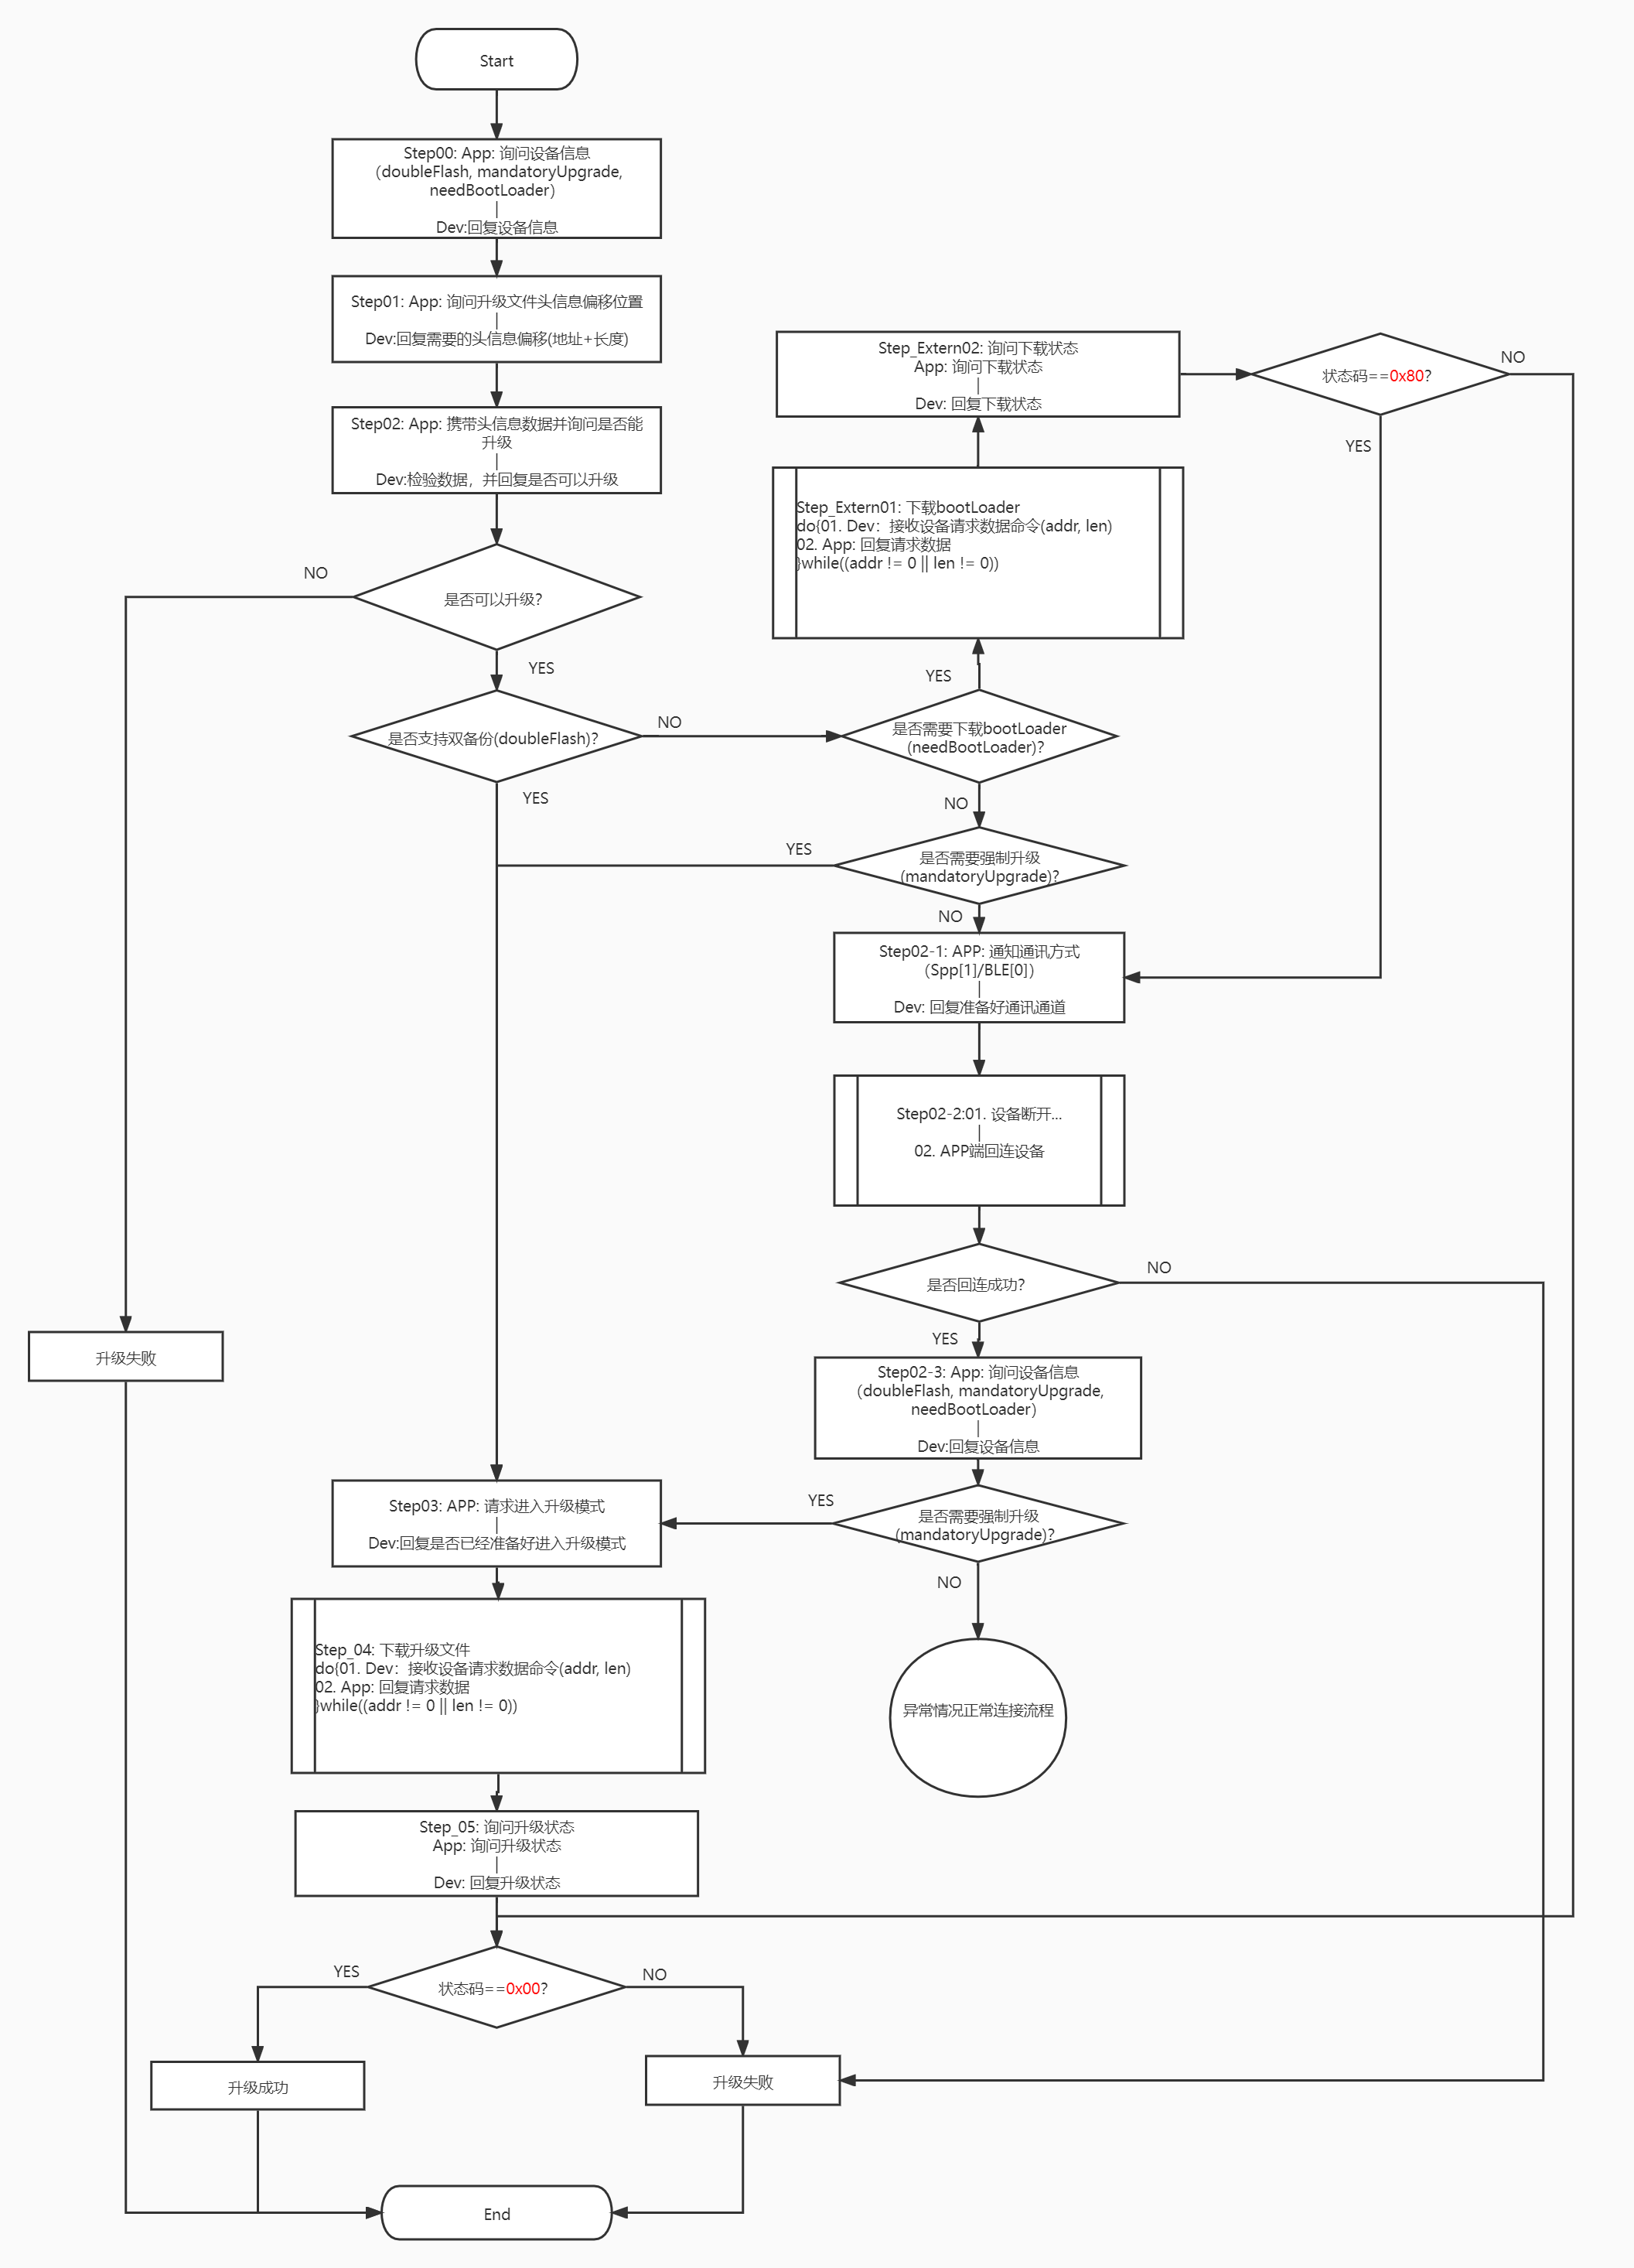 Start
Step00: App: 询问设备信息
（doubleFlash, mandatoryUpgrade,
needBootLoader）
|
Dev:回复设备信息
Step01: App: 询问升级文件头信息偏移位置
|
Dev:回复需要的头信息偏移(地址+长度)
Step02: App: 携带头信息数据并询问是否能
升级
|
Dev:检验数据，并回复是否可以升级
是否可以升级?
NO
YES
是否支持双备份(doubleFlash)?
NO
YES
Step_Extern02: 询问下载状态
App: 询问下载状态
|
Dev: 回复下载状态
状态码==0x80?
NO
YES
Step_Extern01: 下载bootLoader
do{01. Dev：接收设备请求数据命令(addr, len)
02. App: 回复请求数据
}while((addr != 0 || len != 0))
YES
是否需要下载bootLoader
(needBootLoader)?
NO
是否需要强制升级
(mandatoryUpgrade)?
YES
NO
Step02-1: APP: 通知通讯方式
（Spp[1]/BLE[0]）
|
Dev: 回复准备好通讯通道
Step02-2:01. 设备断开...
|
02. APP端回连设备
是否回连成功?
NO
YES
升级失败
Step02-3: App: 询问设备信息
（doubleFlash, mandatoryUpgrade,
needBootLoader）
|
Dev:回复设备信息
是否需要强制升级
(mandatoryUpgrade)?
YES
NO
异常情况正常连接流程
Step03: APP: 请求进入升级模式
|
Dev:回复是否已经准备好进入升级模式
Step_04: 下载升级文件
do{01. Dev：接收设备请求数据命令(addr, len)
02. App: 回复请求数据
}while((addr != 0 || len != 0))
Step_05: 询问升级状态
App: 询问升级状态
|
Dev: 回复升级状态
状态码==0x00?
YES
NO
升级成功
升级失败
End